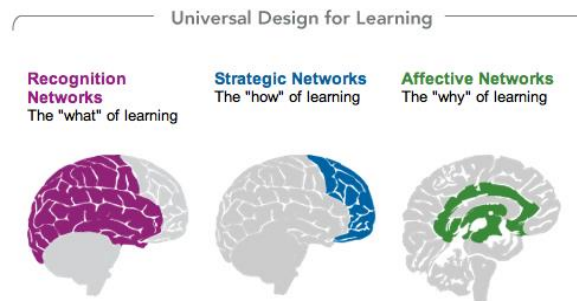 Universal Design for Learning
Recognition
Networks
The "what" of learning
Strategic Networks
The "how" of learning
Affective Networks
The "why" of learning